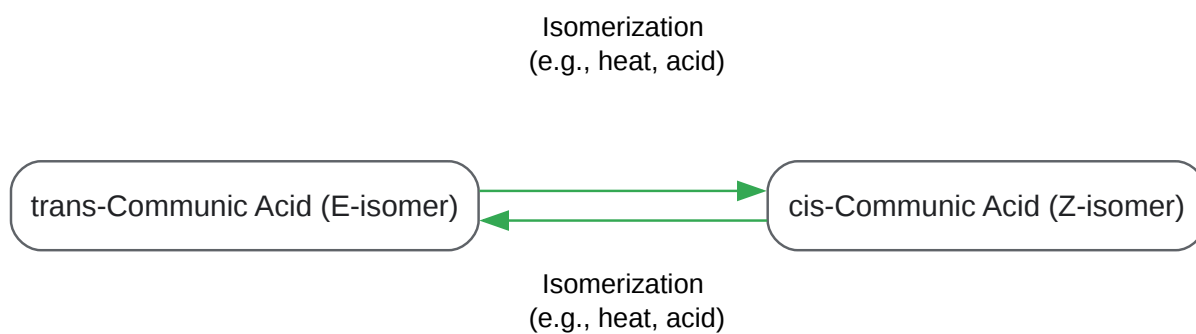 Isomerization
(e.g., heat, acid)
trans-Communic Acid (E-isomer)
cis-Communic Acid (Z-isomer)
Isomerization
(e.g., heat, acid)